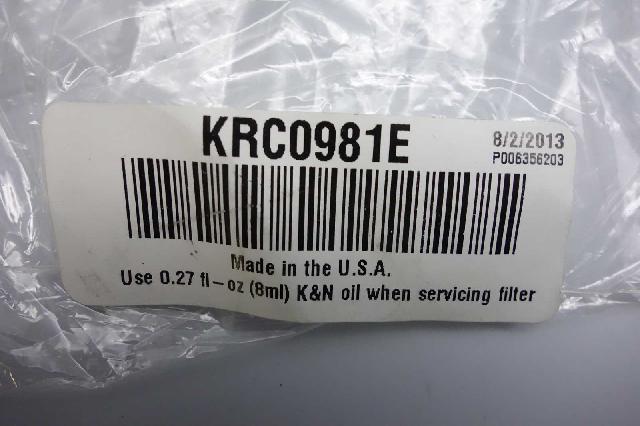 KRC0981E
8/2/2013
P006356203
Made in the U.S.A.
Use 0.27 fl-oz (8ml) K&N oil when servicing filter